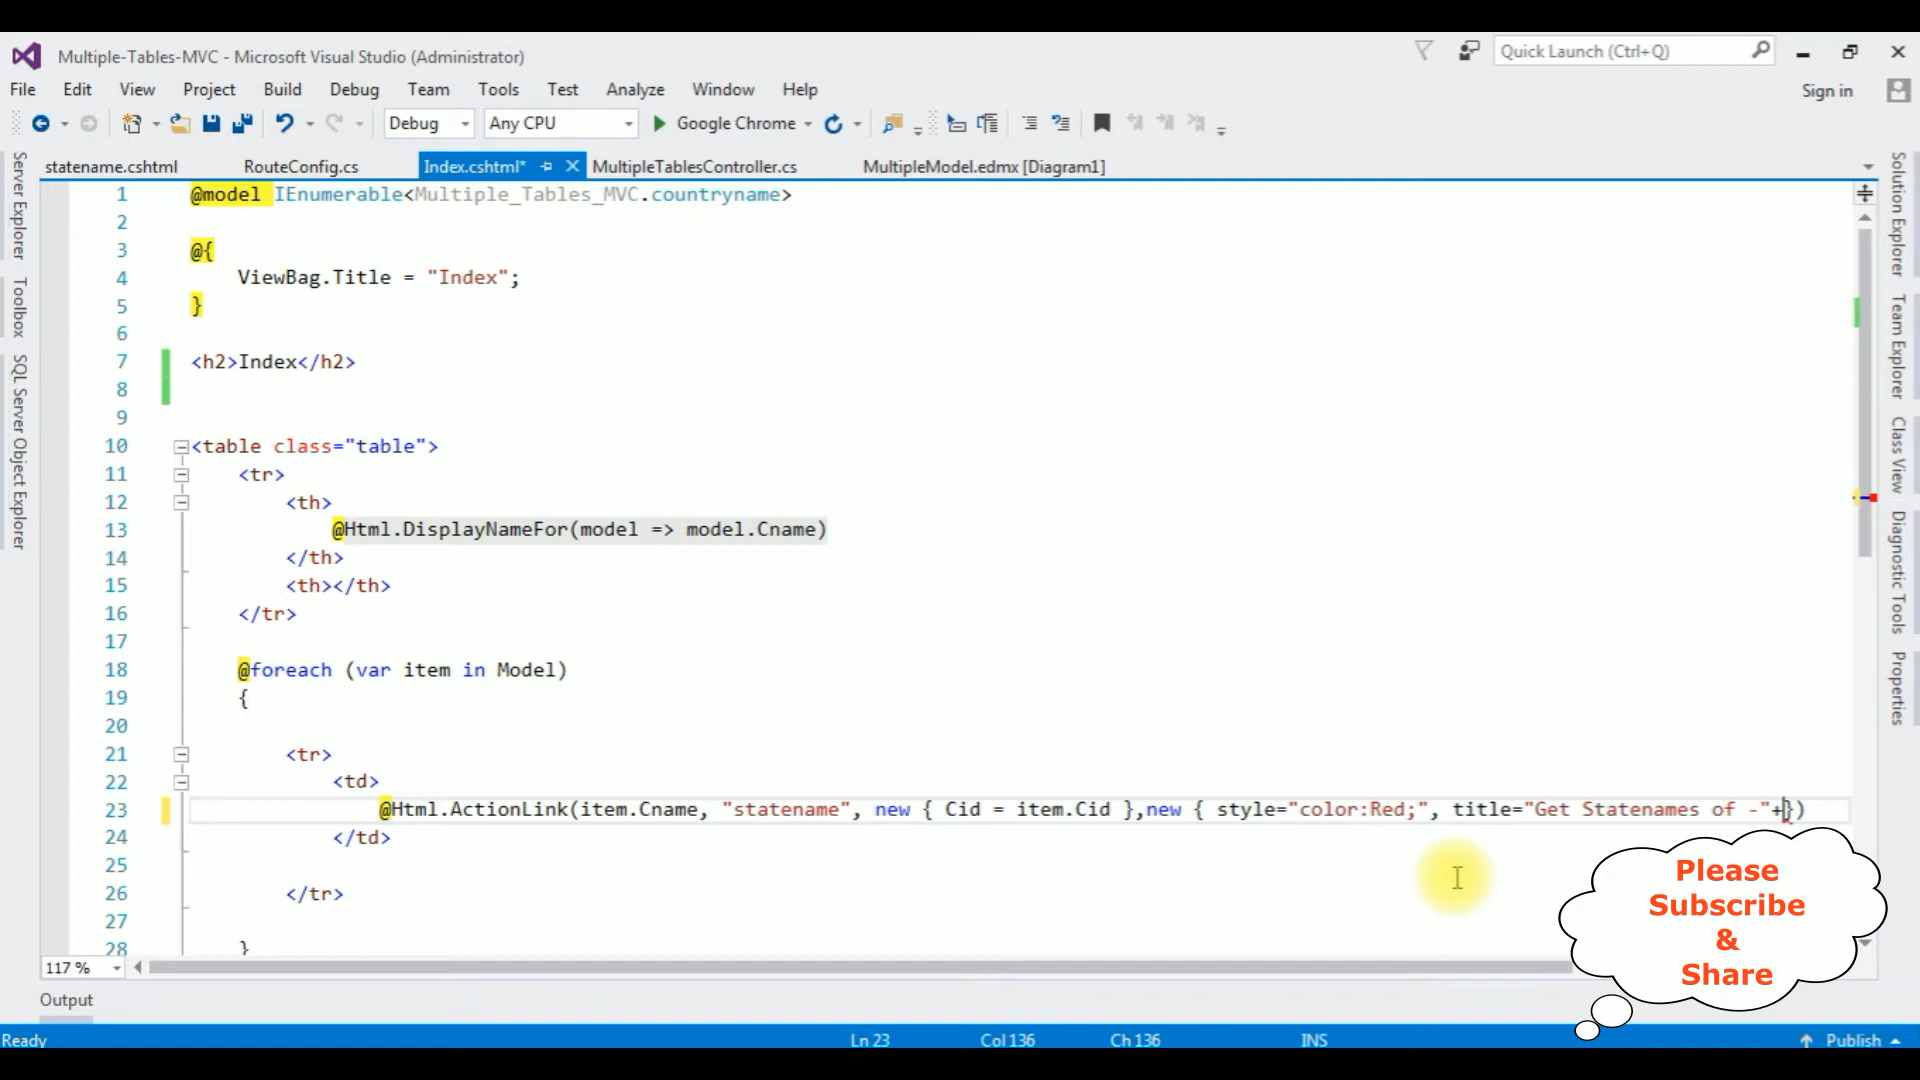 Multiple-Tables-MVC - Microsoft Visual Studio (Administrator)
Quick Launch (Ctrl+Q)
File Edit View Project Build Debug Team Tools Test Analyze Window Help
Sign in
Debug Any CPU Google Chrome
statename.cshtml RouteConfig.cs Index.cshtml* MultipleTablesController.cs MultipleModel.edmx [Diagram1]
Server Explorer
Toolbox
SQL Server Object Explorer
1 @model IEnumerable<Multiple_Tables_MVC.countryname>
2
3 @{
4 ViewBag.Title = "Index";
5 }
6
7 <h2>Index</h2>
8
9
10 <table class="table">
11 <tr>
12 <th>
13 @Html.DisplayNameFor(model => model.Cname)
14 </th>
15 <th></th>
16 </tr>
17
18 @foreach (var item in Model)
19 {
20
21 <tr>
22 <td>
23 @Html.ActionLink(item.Cname, "statename", new { Cid = item.Cid },new { style="color:Red;", title="Get Statenames of -"+})
24 </td>
25
26 </tr>
27
28 }
Solution Explorer
Team Explorer
Class View
Diagnostic Tools
Properties
Please
Subscribe
&
Share
117 %
Output
Ready Ln 23 Col 136 Ch 136 INS Publish